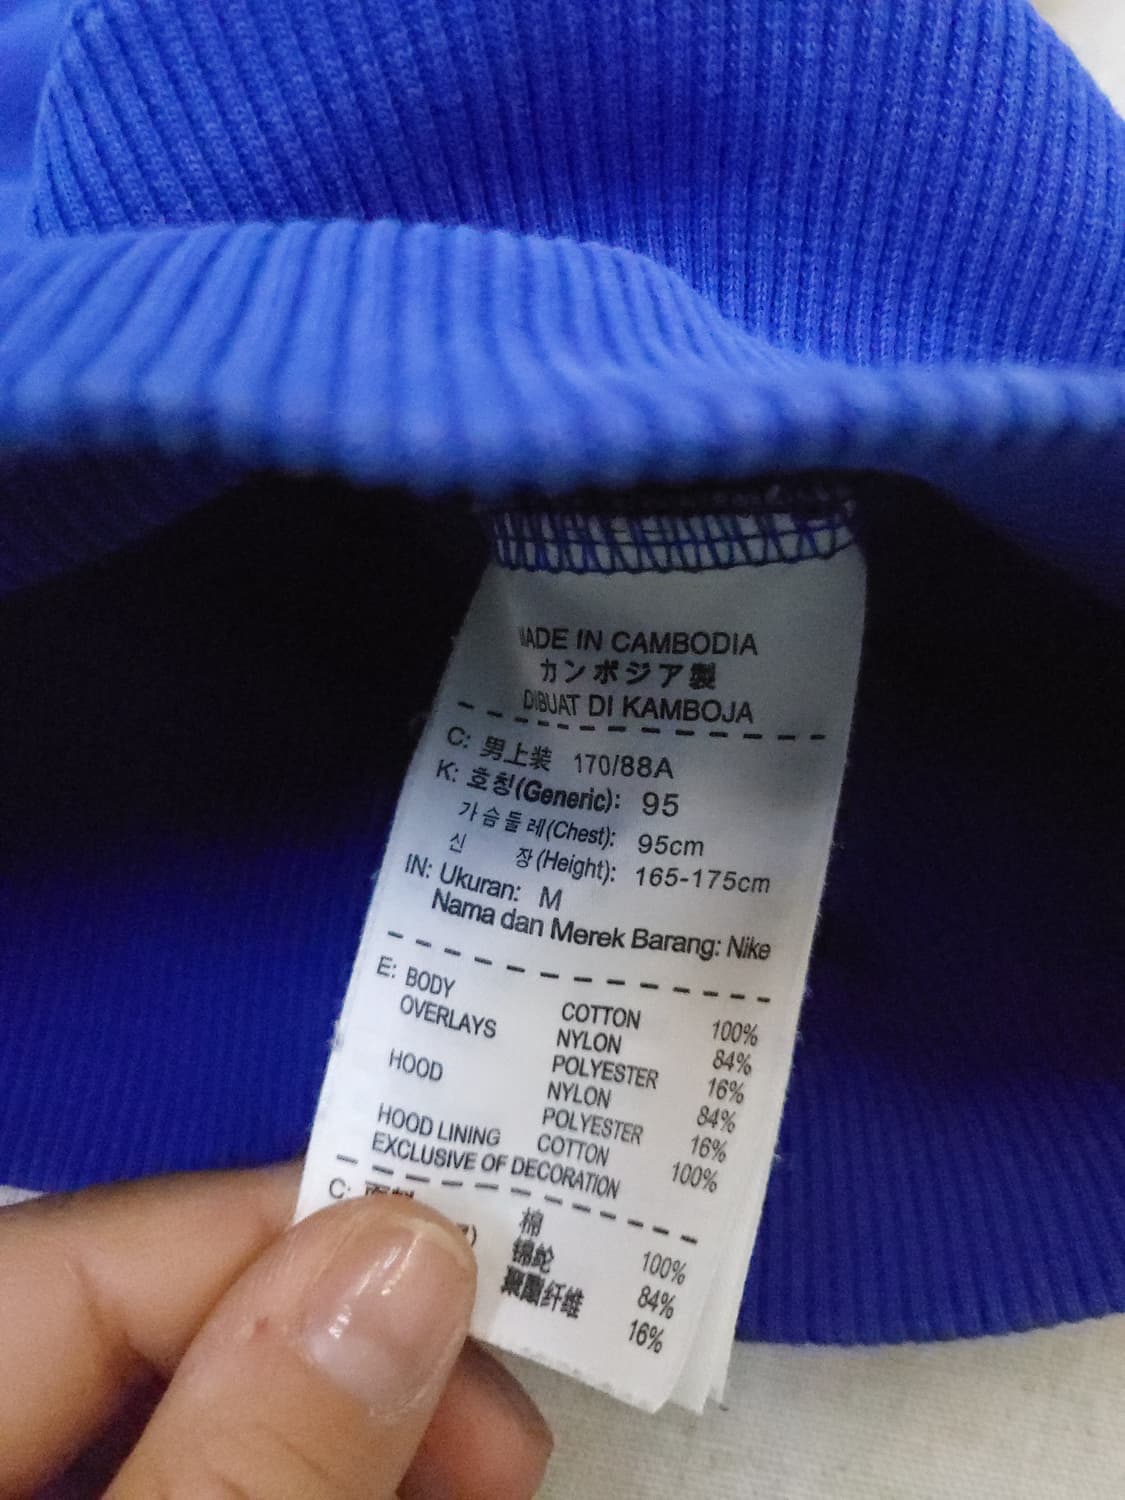 MADE IN CAMBODIA
カンボジア製
DIBUAT DI KAMBOJA
C: 男上装 170/88A
K: 호칭(Generic): 95
가슴둘레(Chest): 95cm
신 장(Height): 165-175cm
IN: Ukuran: M
Nama dan Merek Barang: Nike
E: BODY COTTON 100%
OVERLAYS NYLON 84%
POLYESTER 16%
HOOD NYLON 84%
POLYESTER 16%
HOOD LINING COTTON 100%
EXCLUSIVE OF DECORATION
C: 棉 100%
锦纶 84%
聚酯纤维 16%